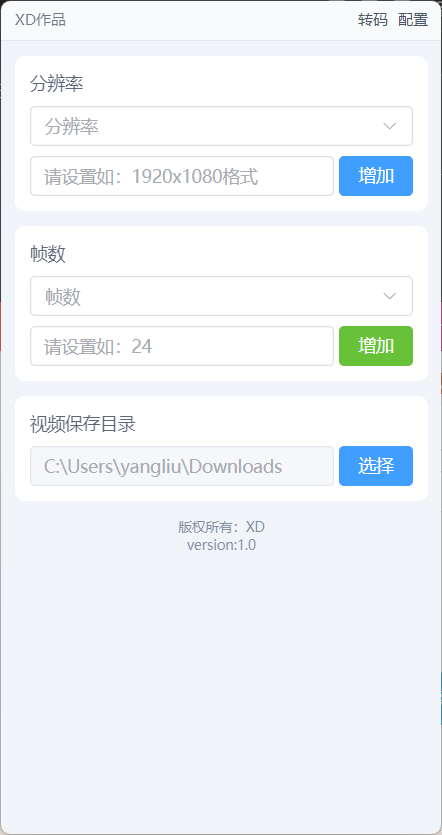 XD作品 转码 配置
分辨率
分辨率
请设置如：1920x1080格式 增加
帧数
帧数
请设置如：24 增加
视频保存目录
C:\Users\yangliu\Downloads 选择
版权所有：XD
version:1.0